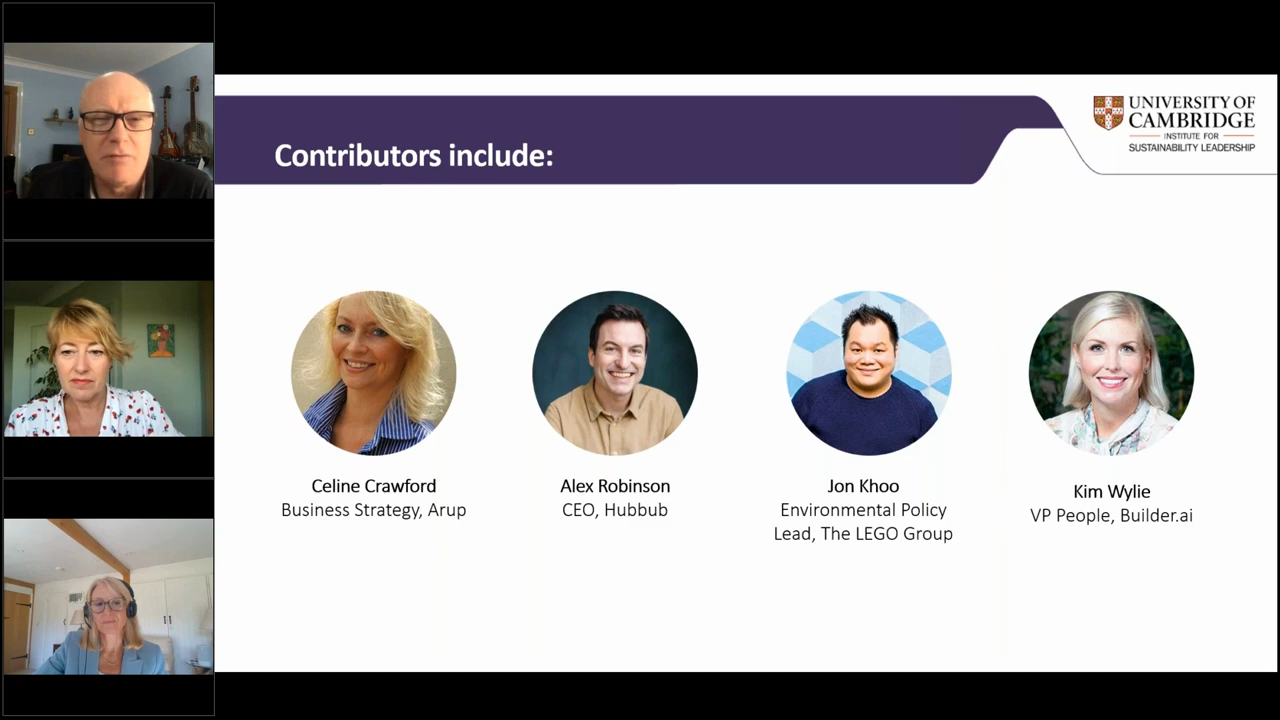 Contributors include:
UNIVERSITY OF
CAMBRIDGE
INSTITUTE FOR
SUSTAINABILITY LEADERSHIP
Celine Crawford
Business Strategy, Arup
Alex Robinson
CEO, Hubbub
Jon Khoo
Environmental Policy
Lead, The LEGO Group
Kim Wylie
VP People, Builder.ai